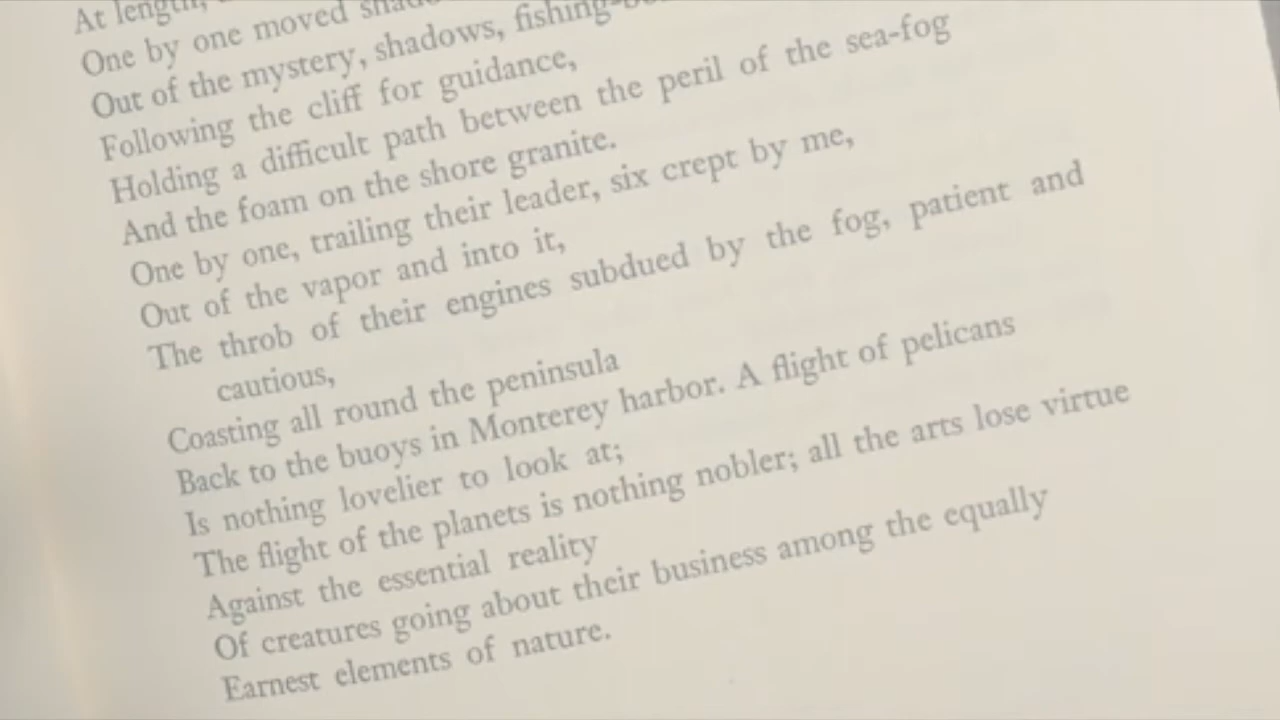 At length,
One by one moved
Out of the mystery, shadows,
Following the cliff for guidance,
Holding a difficult path between the peril of the sea-fog
And the foam on the shore granite.
One by one, trailing their leader, six crept by me,
Out of the vapor and into it,
The throb of their engines subdued by the fog, patient and
cautious,
Coasting all round the peninsula
Back to the buoys in Monterey harbor. A flight of pelicans
Is nothing lovelier to look at;
The flight of the planets is nothing nobler; all the arts lose virtue
Against the essential reality
Of creatures going about their business among the equally
Earnest elements of nature.